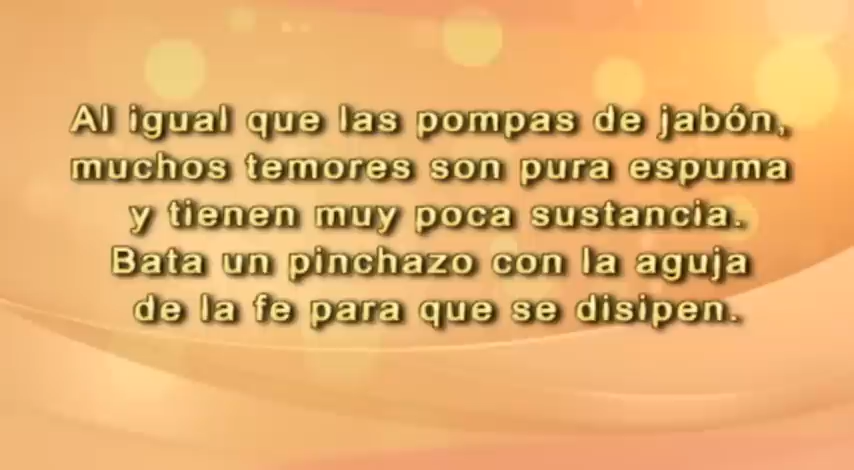 Al igual que las pompas de jabón,
muchos temores son pura espuma
y tienen muy poca sustancia.
Bata un pinchazo con la aguja
de la fe para que se disipen.